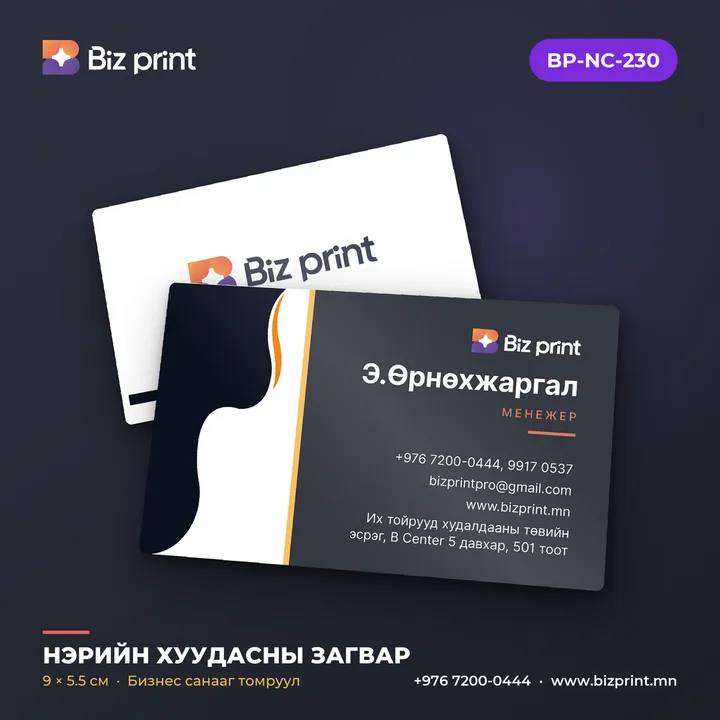 Biz print
BP-NC-230
Biz print
Biz print
Э.Өрнөхжаргал
МЕНЕЖЕР
+976 7200-0444, 9917 0537
bizprintpro@gmail.com
www.bizprint.mn
Их тойрууд худалдааны төвийн
эсрэг, B Center 5 давхар, 501 тоот
НЭРИЙН ХУУДАСНЫ ЗАГВАР
9 × 5.5 см · Бизнес санааг томруул
+976 7200-0444 · www.bizprint.mn